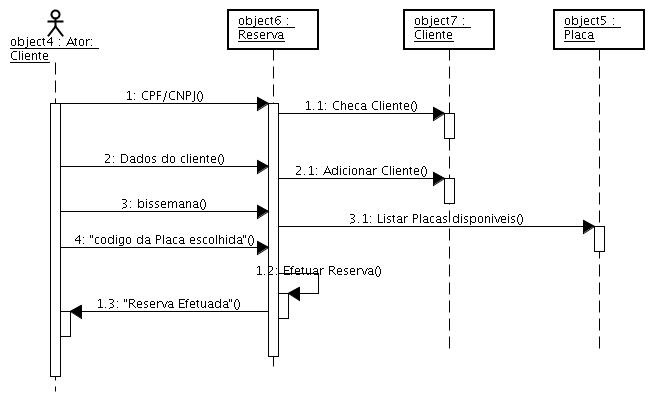 object4 : Ator:
Cliente
object6 :
Reserva
object7 :
Cliente
object5 :
Placa
1: CPF/CNPJ()
1.1: Checa Cliente()
2: Dados do cliente()
2.1: Adicionar Cliente()
3: bissemana()
3.1: Listar Placas disponiveis()
4: "codigo da Placa escolhida"()
1.2: Efetuar Reserva()
1.3: "Reserva Efetuada"()